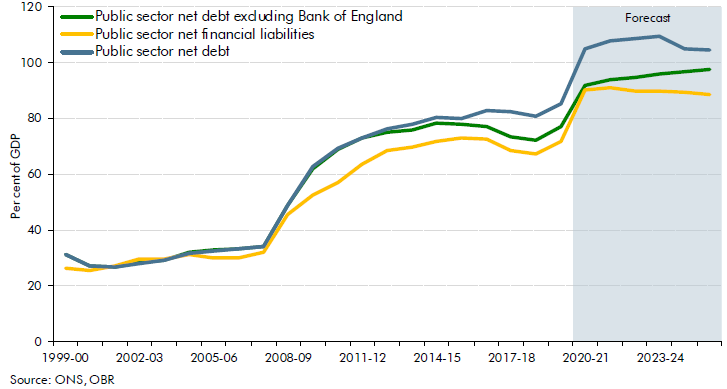 Forecast
Public sector net debt excluding Bank of England
Public sector net financial liabilities
Public sector net debt
Per cent of GDP
120
100
80
60
40
20
0
1999-00 2002-03 2005-06 2008-09 2011-12 2014-15 2017-18 2020-21 2023-24
Source: ONS, OBR